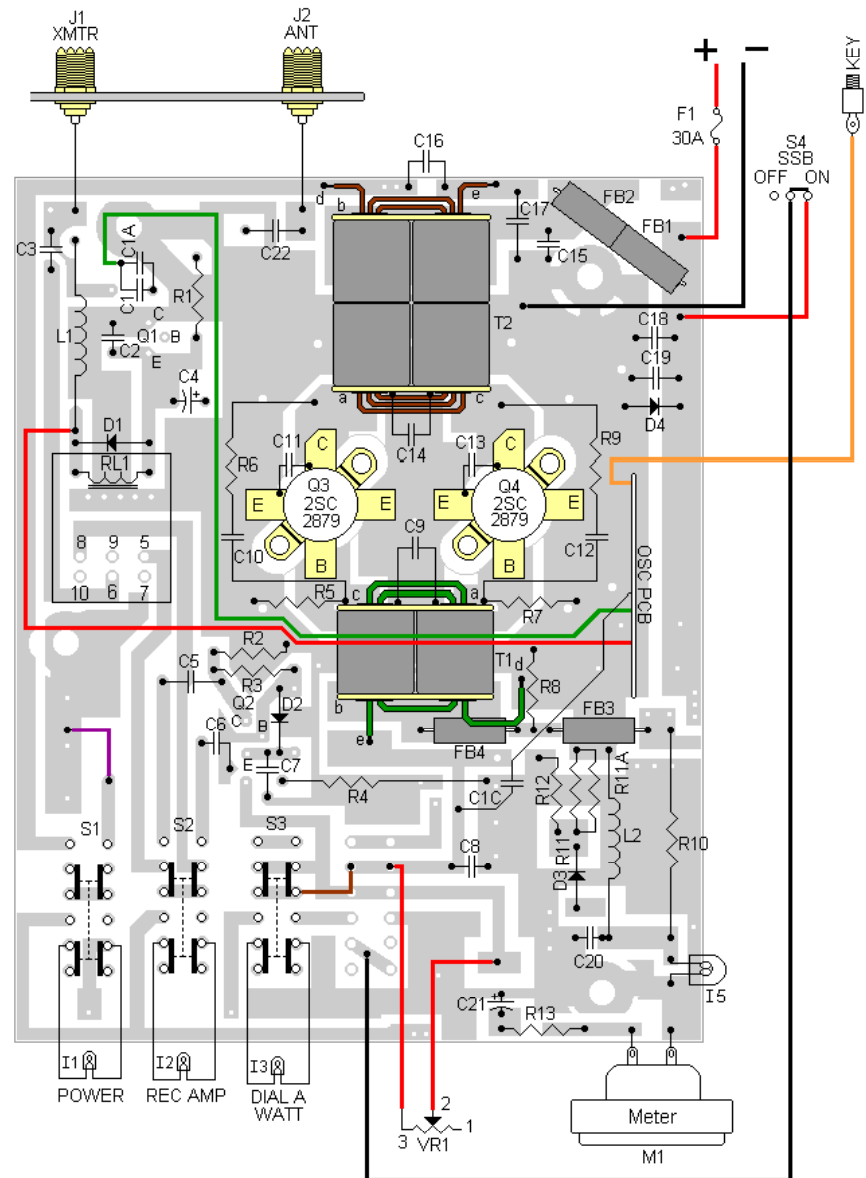 J1
XMTR
J2
ANT
+
–
KEY
F1
30A
S4
SSB
OFF
ON
C16
d
b
e
C17
FB2
FB1
C15
C3
C1A
C1
C
R1
C22
T2
L1
C2
Q1
B
E
C18
C19
C4
+
a
c
D4
D1
C14
RL1
R6
C11
C
C13
C
R9
E
Q3
2SC
2879
E
E
Q4
2SC
2879
E
8
9
5
10
6
7
C10
B
C9
B
C12
OSC PCB
R5
c
a
R7
R2
R3
C5
T1
d
R8
Q2
C
D2
B
b
C6
e
FB4
FB3
E
C7
R4
C1C
R12
R11
R11A
L2
R10
S1
S2
S3
C8
D3
C20
C21
+
R13
I5
I1
I2
I3
POWER
REC AMP
DIAL A
WATT
2
3
1
VR1
Meter
M1